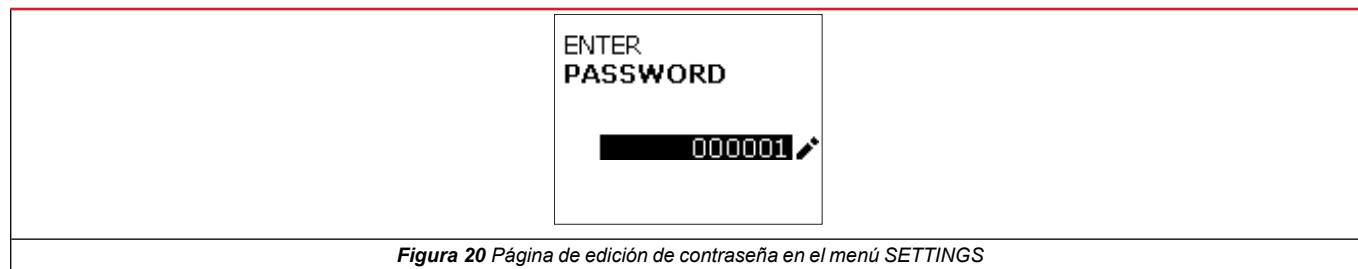 ENTER
PASSWORD
000001
Figura 20 Página de edición de contraseña en el menú SETTINGS